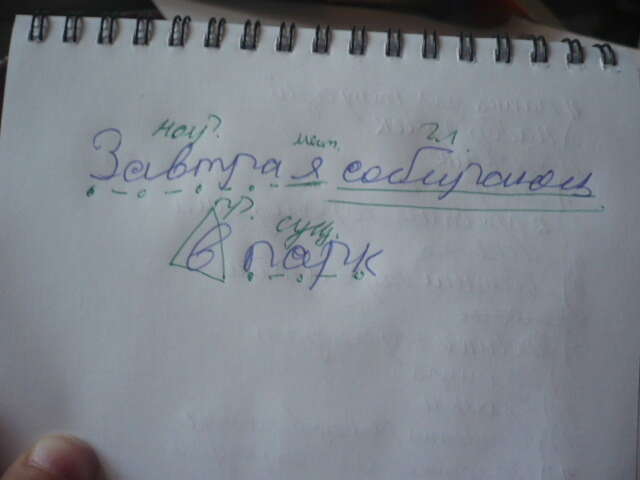 нар. мест. гл.
Завтра я собираюсь
пр. сущ.
в парк